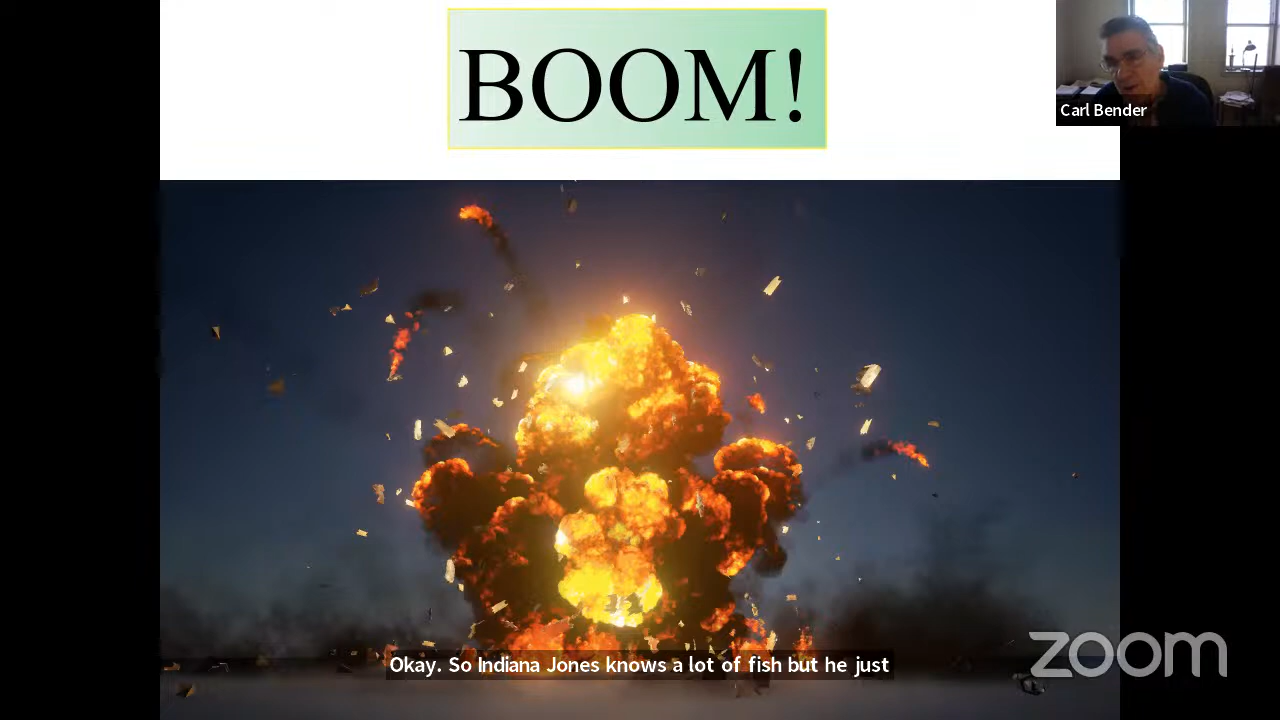 BOOM!
Carl Bender
Okay. So Indiana Jones knows a lot of fish but he just
zoom